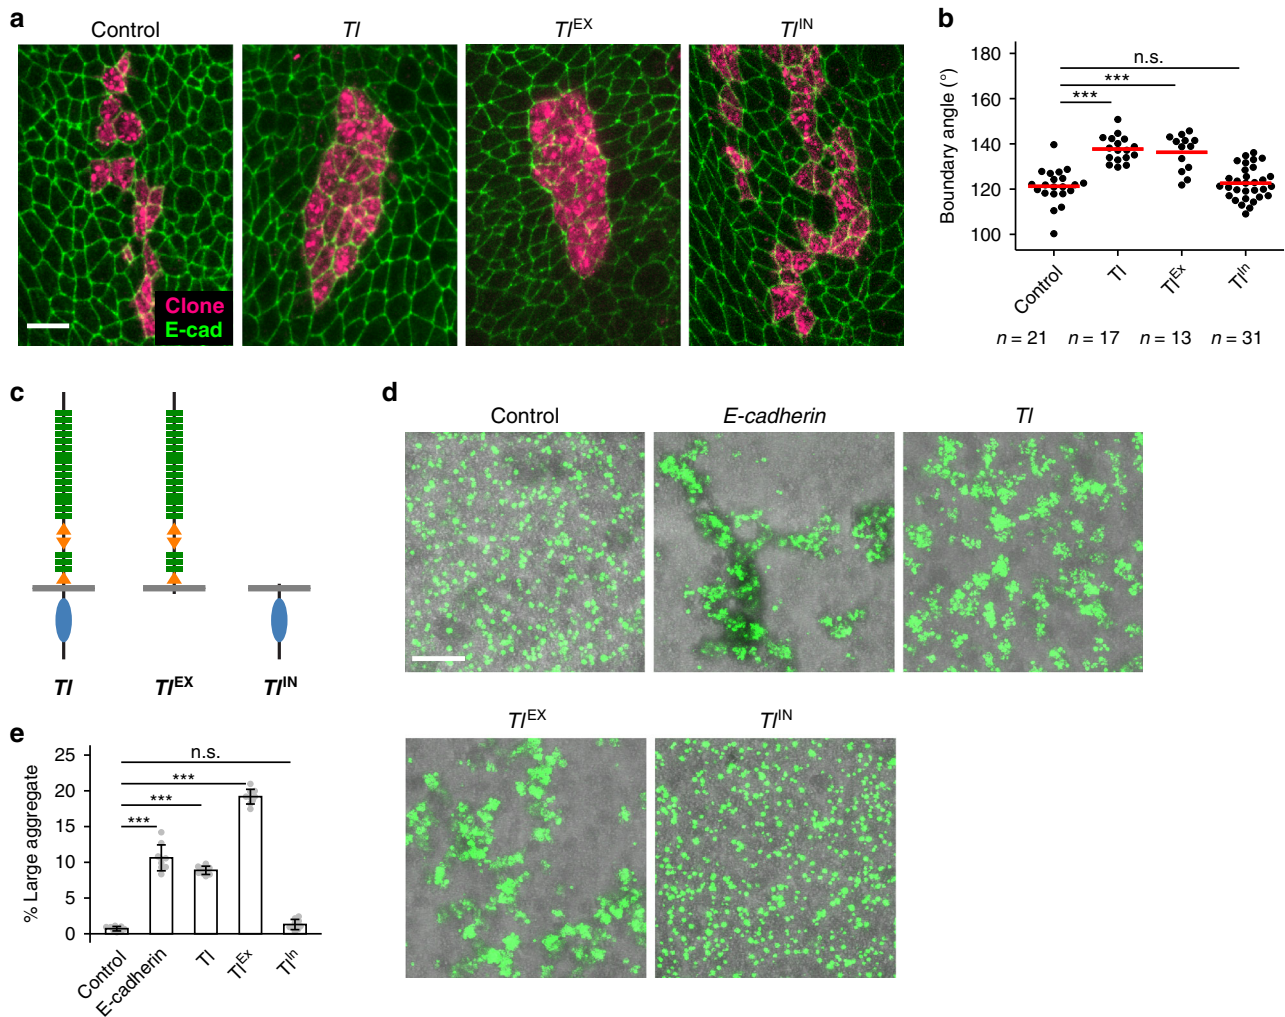 a
Control
Tl
Tl^EX
Tl^IN
Clone
E-cad
b
Boundary angle (°)
180
160
140
120
100
n.s.
***
***
Control
Tl
Tl^Ex
Tl^In
n = 21
n = 17
n = 13
n = 31
c
Tl
Tl^EX
Tl^IN
d
Control
E-cadherin
Tl
Tl^EX
Tl^IN
e
% Large aggregate
25
20
15
10
5
0
n.s.
***
***
***
Control
E-cadherin
Tl
Tl^Ex
Tl^In